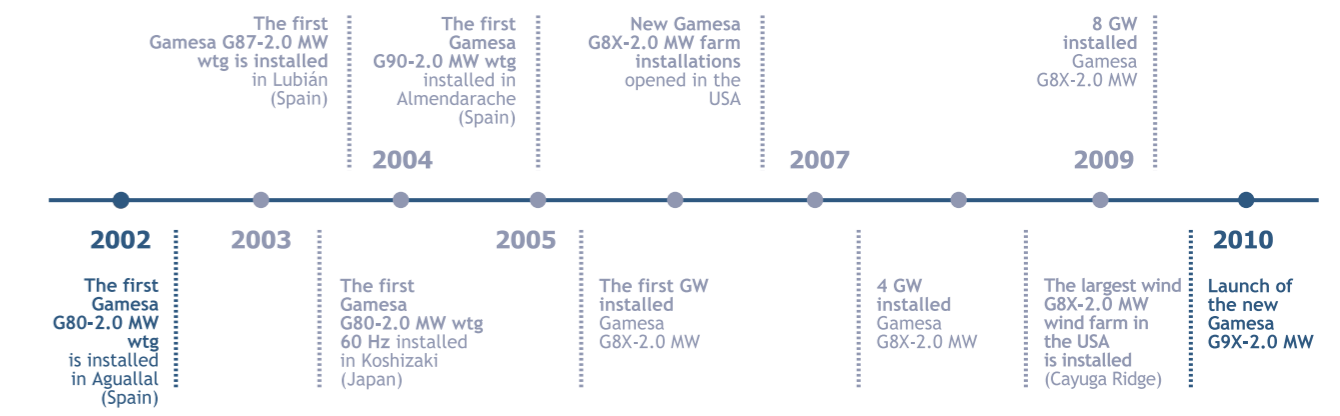 The first
Gamesa G87-2.0 MW
wtg is installed
in Lubián
(Spain)
The first
Gamesa
G90-2.0 MW wtg
installed in
Almendarache
(Spain)
New Gamesa
G8X-2.0 MW farm
installations
opened in the
USA
8 GW
installed
Gamesa
G8X-2.0 MW
2004
2007
2009
2002
2003
2005
2010
The first
Gamesa
G80-2.0 MW
wtg
is installed
in Aguallal
(Spain)
The first
Gamesa
G80-2.0 MW wtg
60 Hz installed
in Koshizaki
(Japan)
The first GW
installed
Gamesa
G8X-2.0 MW
4 GW
installed
Gamesa
G8X-2.0 MW
The largest wind
G8X-2.0 MW
wind farm in
the USA
is installed
(Cayuga Ridge)
Launch of
the new
Gamesa
G9X-2.0 MW